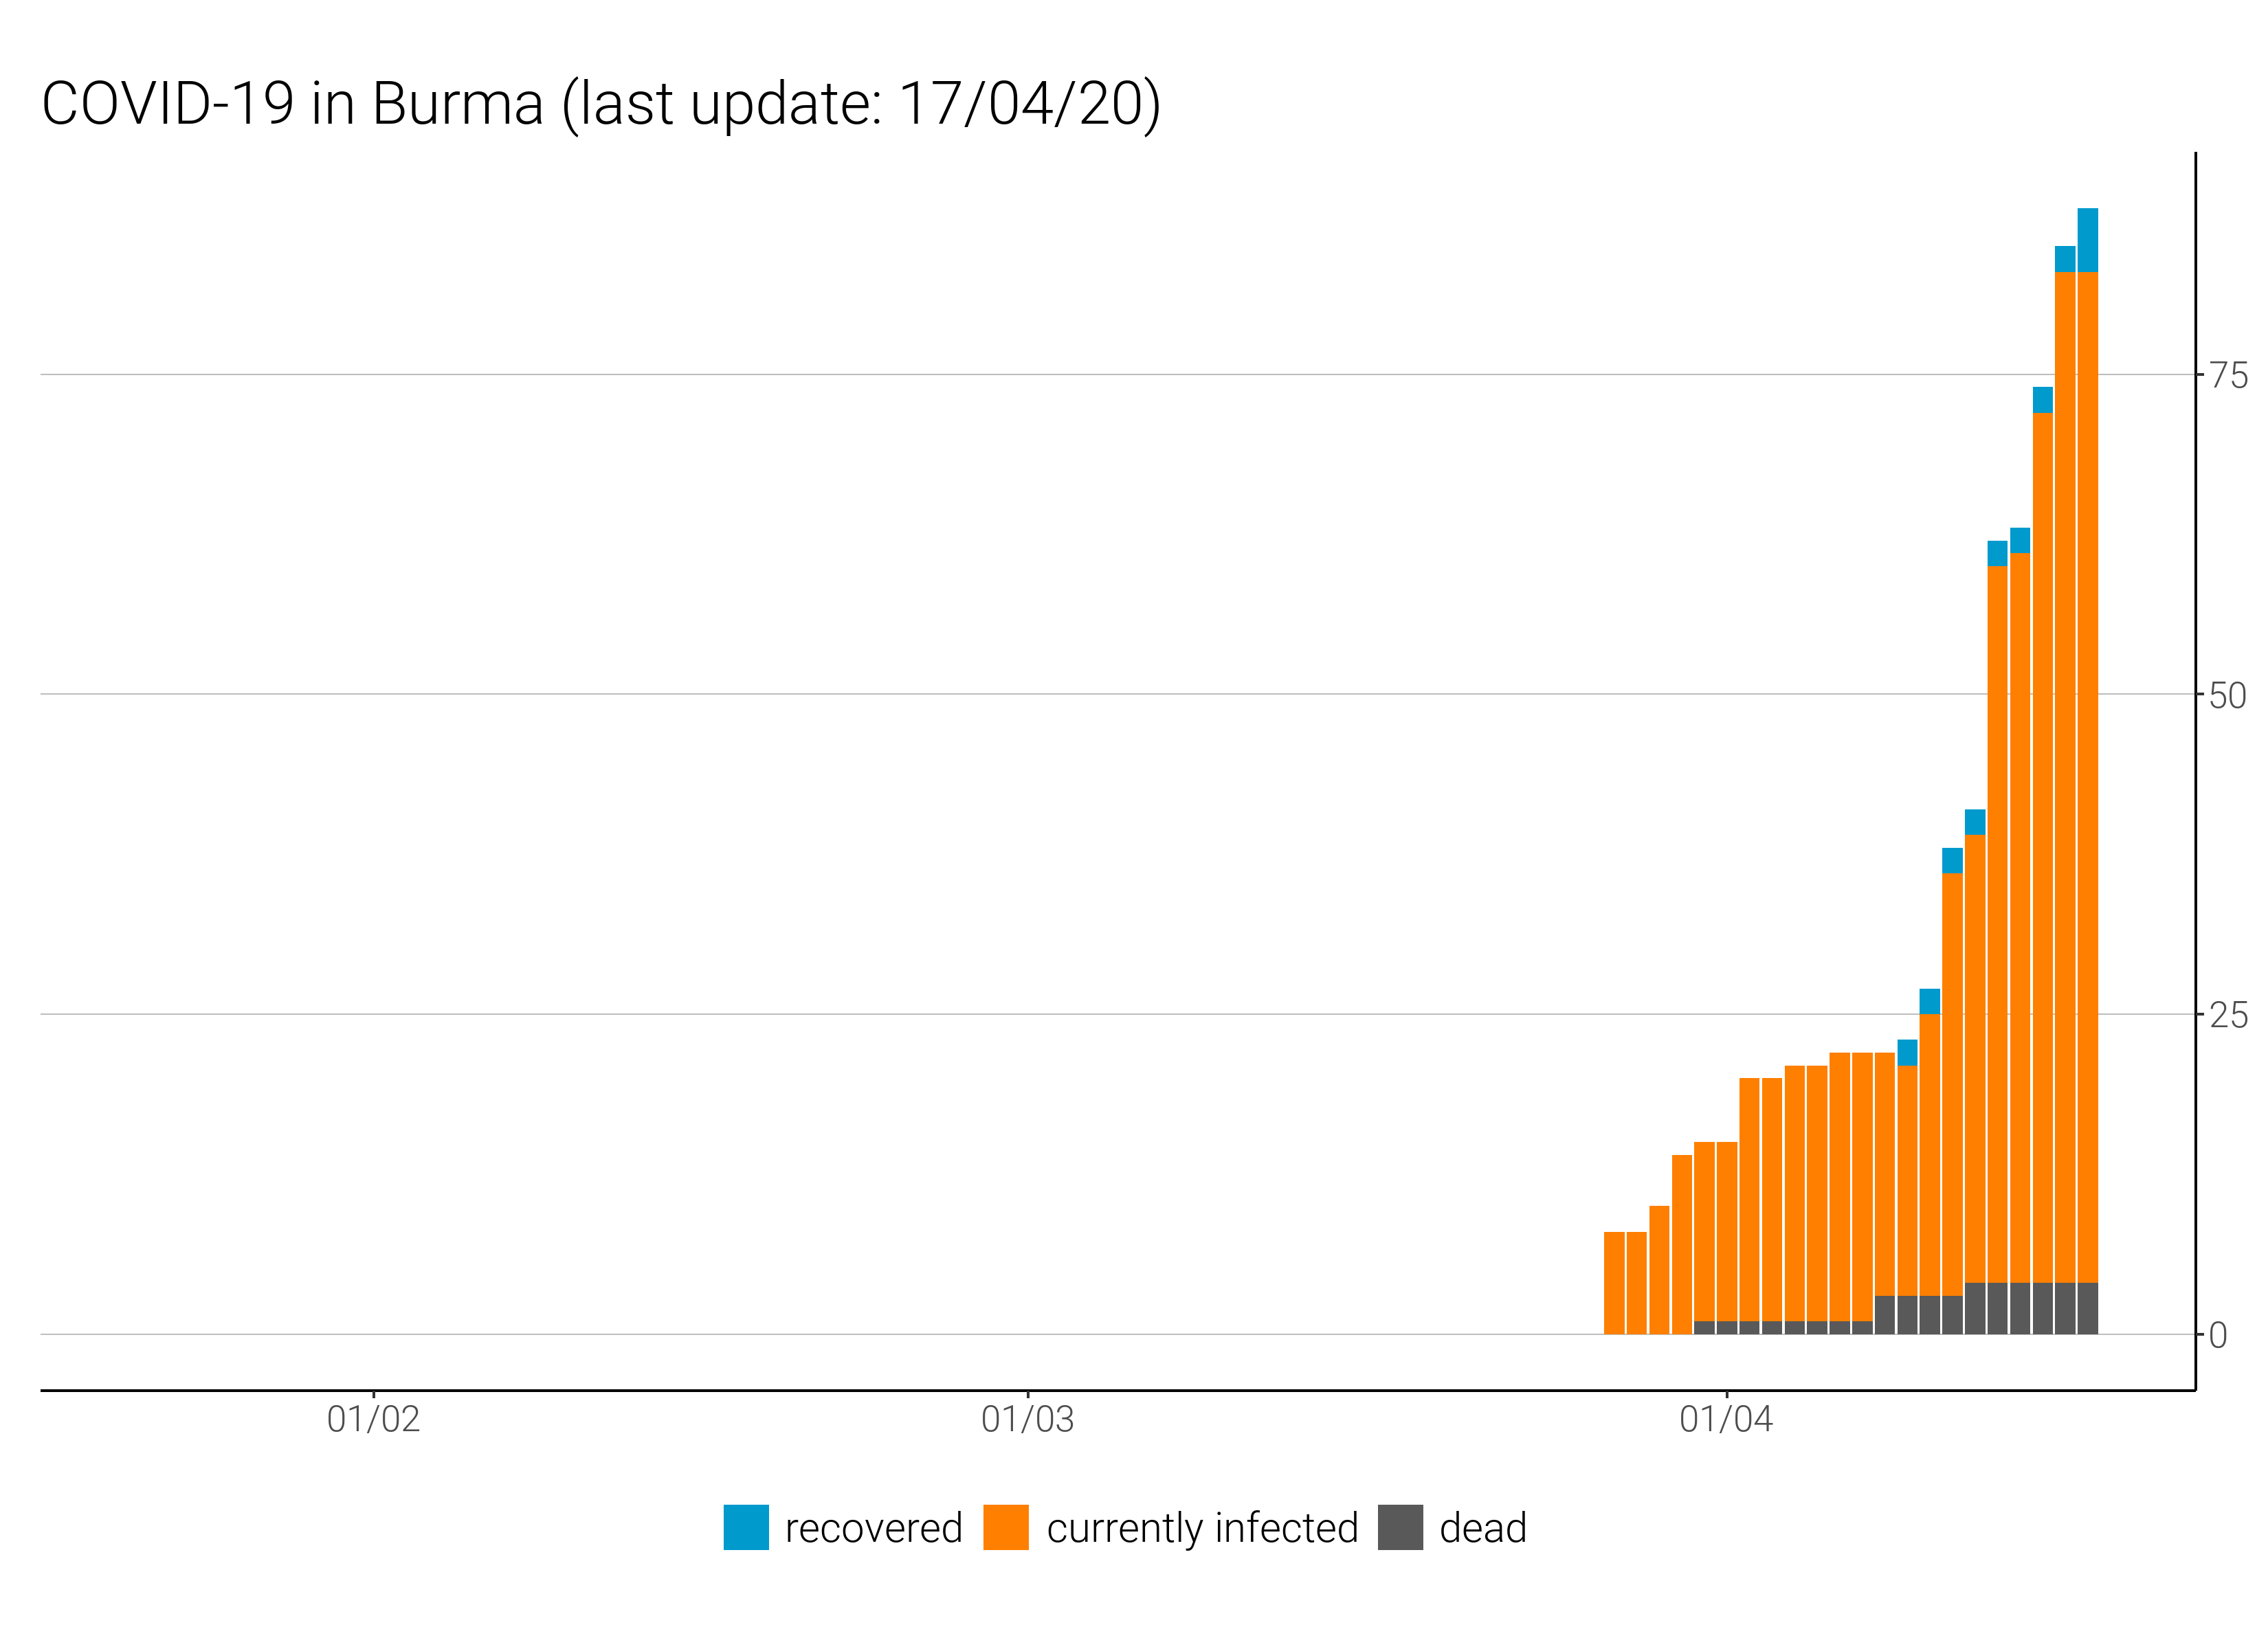 COVID-19 in Burma (last update: 17/04/20)
75
50
25
0
01/02 01/03 01/04
recovered currently infected dead